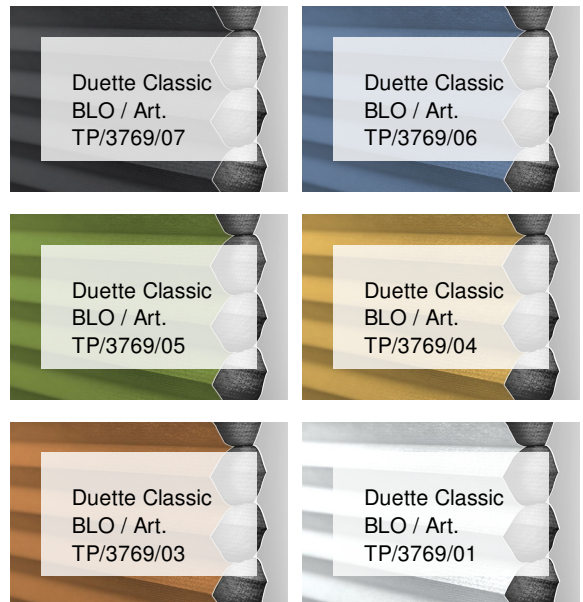 Duette Classic
BLO / Art.
TP/3769/07
Duette Classic
BLO / Art.
TP/3769/06
Duette Classic
BLO / Art.
TP/3769/05
Duette Classic
BLO / Art.
TP/3769/04
Duette Classic
BLO / Art.
TP/3769/03
Duette Classic
BLO / Art.
TP/3769/01